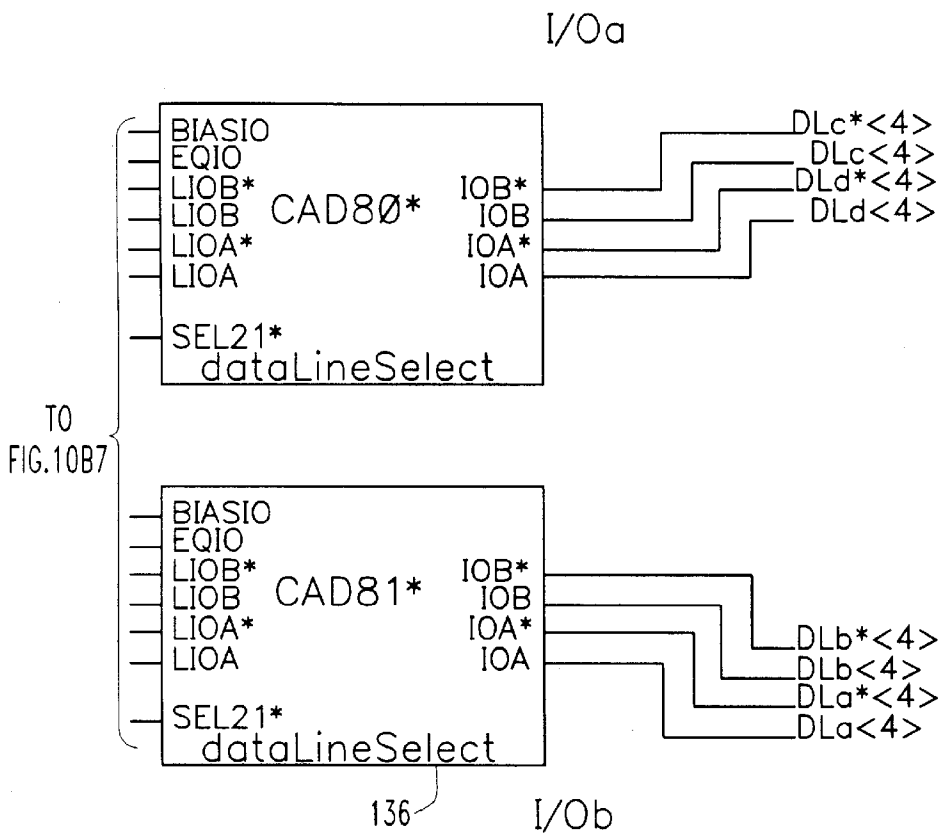 I/Oa
BIASIO
EQIO
LIOB*
LIOB
LIOA*
LIOA
SEL21*
CAD80*
dataLineSelect
IOB*
IOB
IOA*
IOA
DLc*<4>
DLc<4>
DLd*<4>
DLd<4>
TO
FIG.10B7
BIASIO
EQIO
LIOB*
LIOB
LIOA*
LIOA
SEL21*
CAD81*
dataLineSelect
IOB*
IOB
IOA*
IOA
DLb*<4>
DLb<4>
DLa*<4>
DLa<4>
136
I/Ob